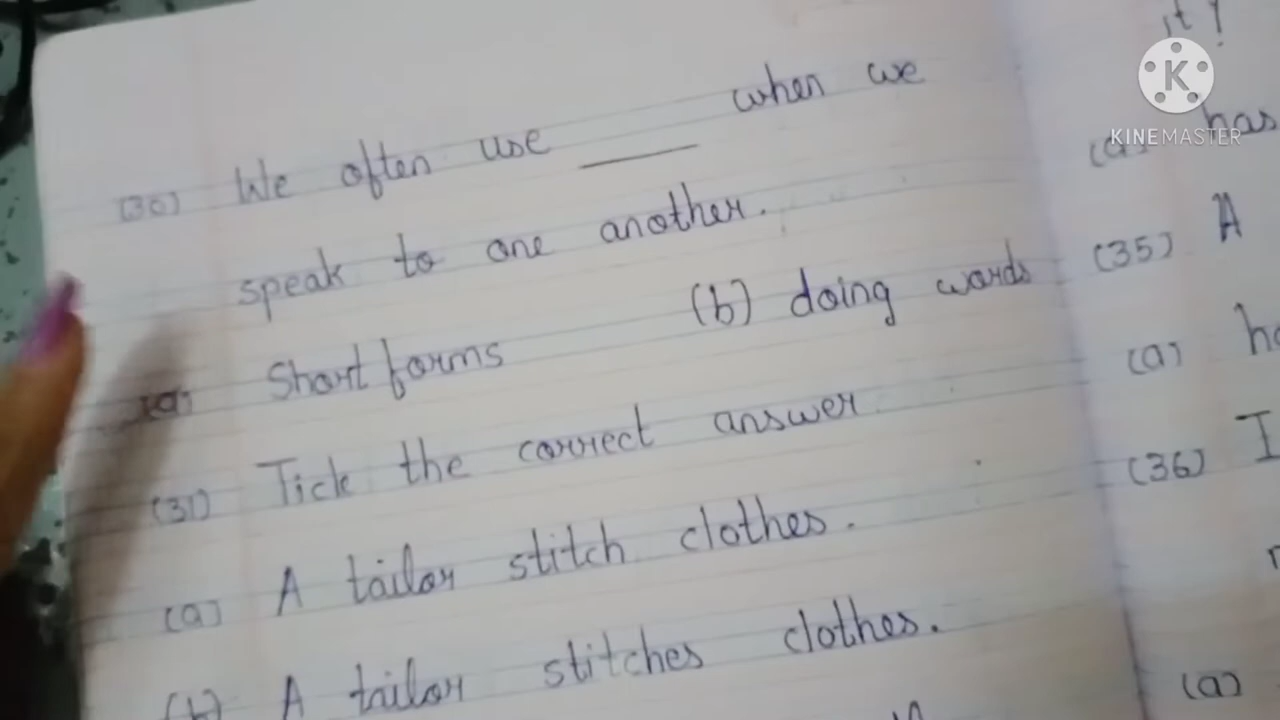 (30) We often use ____ when we
speak to one another.
(a) Short forms (b) doing words
(31) Tick the correct answer
(a) A tailor stitch clothes.
(b) A tailor stitches clothes.
it!
(a) has
(35) A
(a)
(36) I
(a)
KINEMASTER